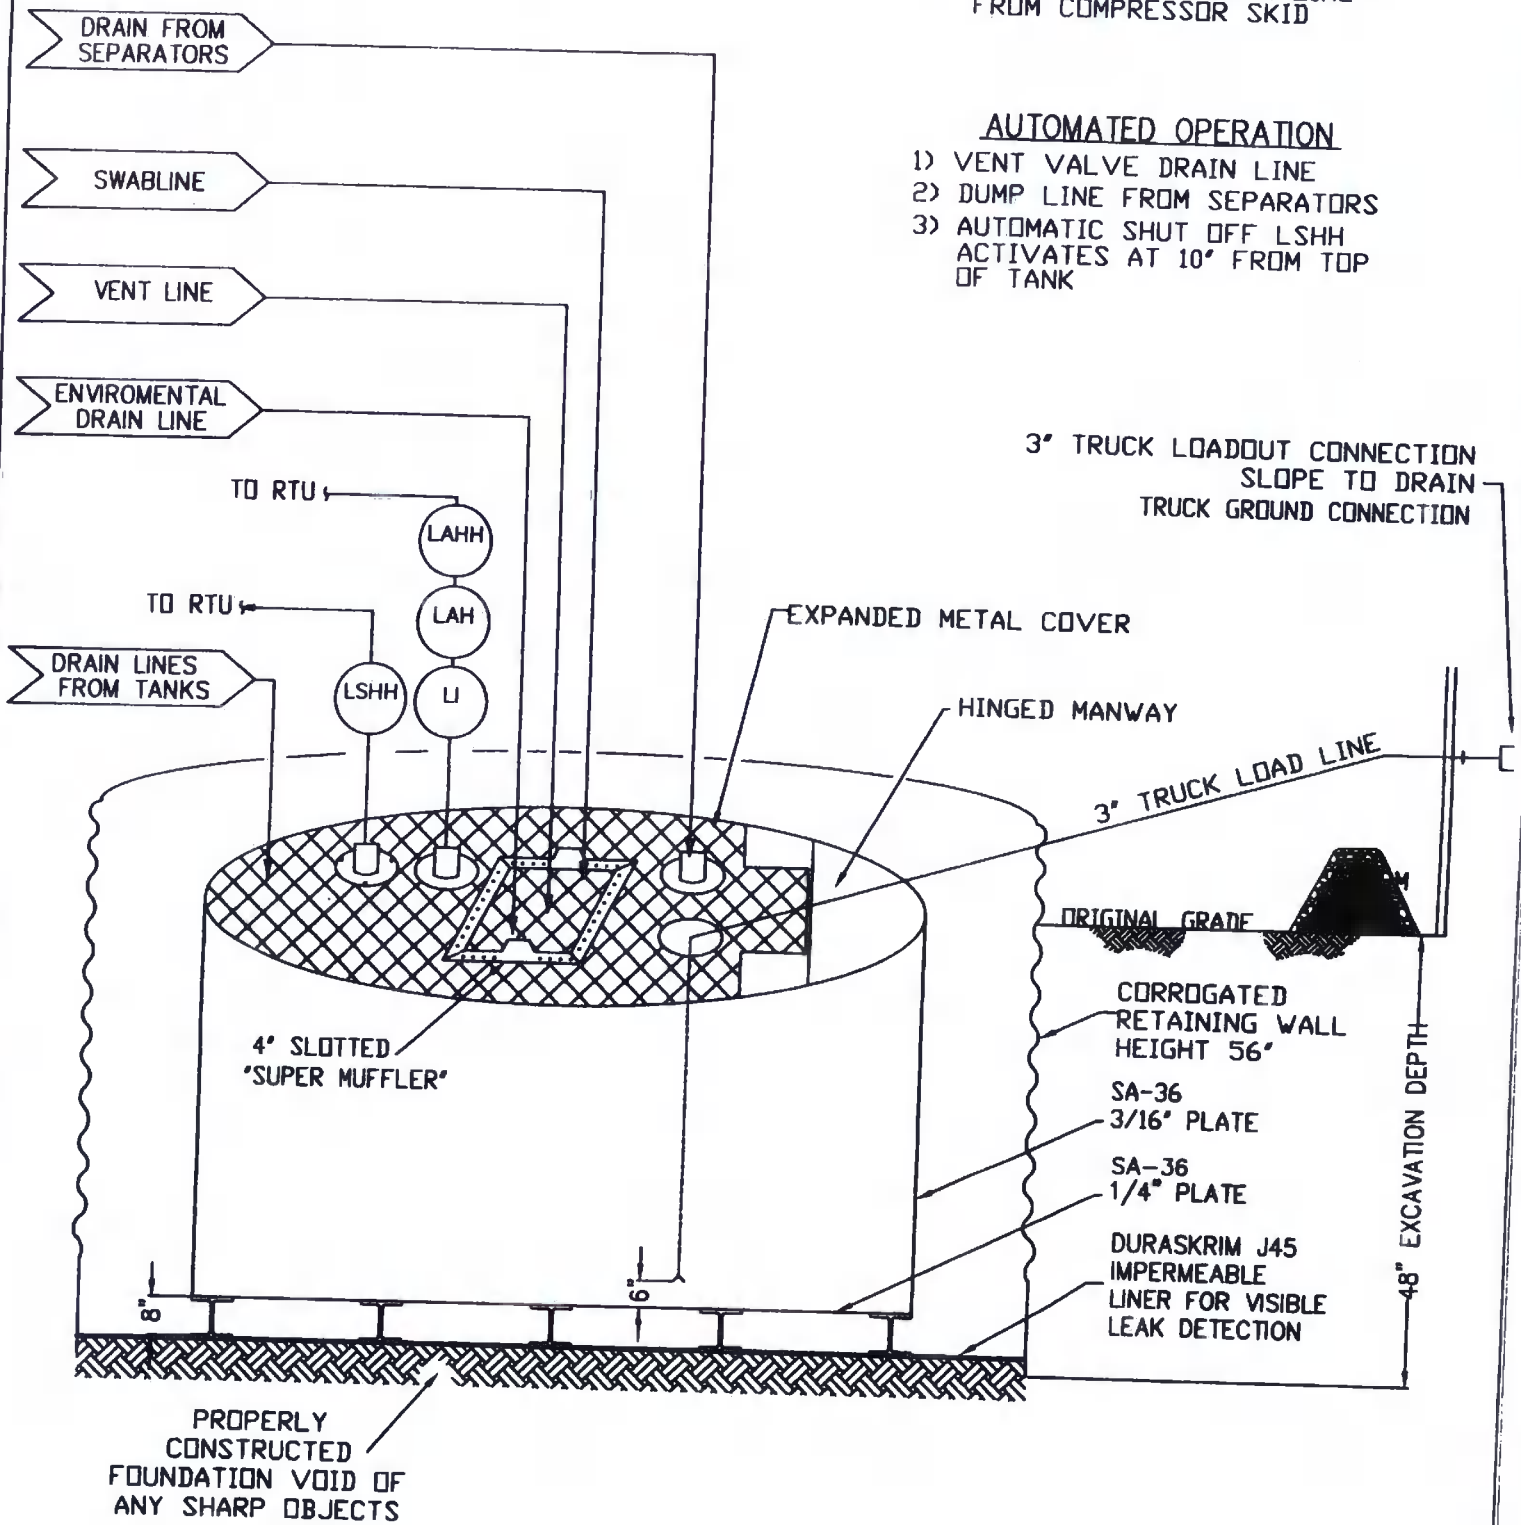 FROM COMPRESSOR SKID
DRAIN FROM
SEPARATORS
AUTOMATED OPERATION
1) VENT VALVE DRAIN LINE
2) DUMP LINE FROM SEPARATORS
3) AUTOMATIC SHUT OFF LSHH
ACTIVATES AT 10" FROM TOP
OF TANK
SWABLINE
VENT LINE
ENVIROMENTAL
DRAIN LINE
3" TRUCK LOADOUT CONNECTION
SLOPE TO DRAIN
TRUCK GROUND CONNECTION
TO RTU
LAHH
TO RTU
LAH
EXPANDED METAL COVER
DRAIN LINES
FROM TANKS
LSHH
LI
HINGED MANWAY
3" TRUCK LOAD LINE
M
ORIGINAL GRADE
CORROGATED
RETAINING WALL
HEIGHT 56"
4" SLOTTED
"SUPER MUFFLER"
SA-36
3/16" PLATE
SA-36
1/4" PLATE
48" EXCAVATION DEPTH
DURASKRIM J45
IMPERMEABLE
LINER FOR VISIBLE
LEAK DETECTION
8"
6"
PROPERLY
CONSTRUCTED
FOUNDATION VOID OF
ANY SHARP OBJECTS